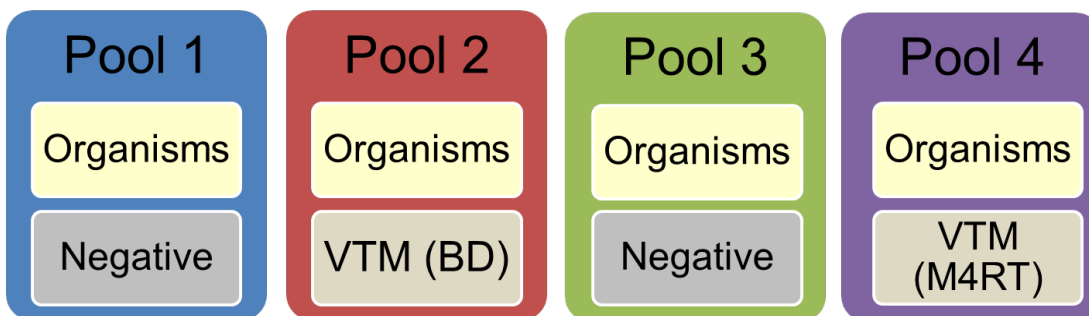 Pool 1
Organisms
Negative
Pool 2
Organisms
VTM (BD)
Pool 3
Organisms
Negative
Pool 4
Organisms
VTM
(M4RT)